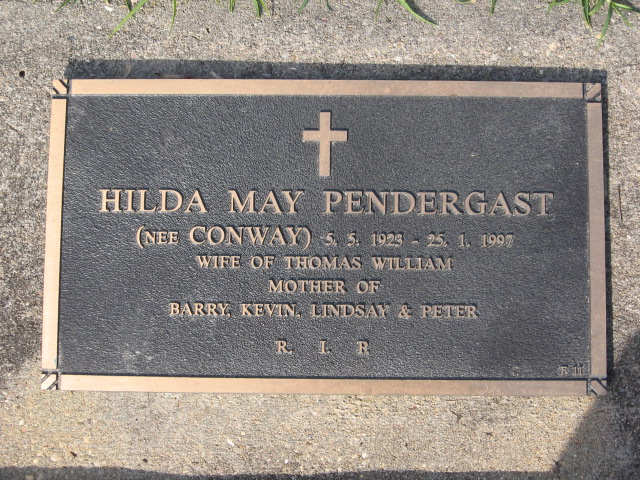 HILDA MAY PENDERGAST
(NEE CONWAY) 5. 5. 1923 - 25. 1. 1997
WIFE OF THOMAS WILLIAM
MOTHER OF
BARRY, KEVIN, LINDSAY & PETER
R. I. P.